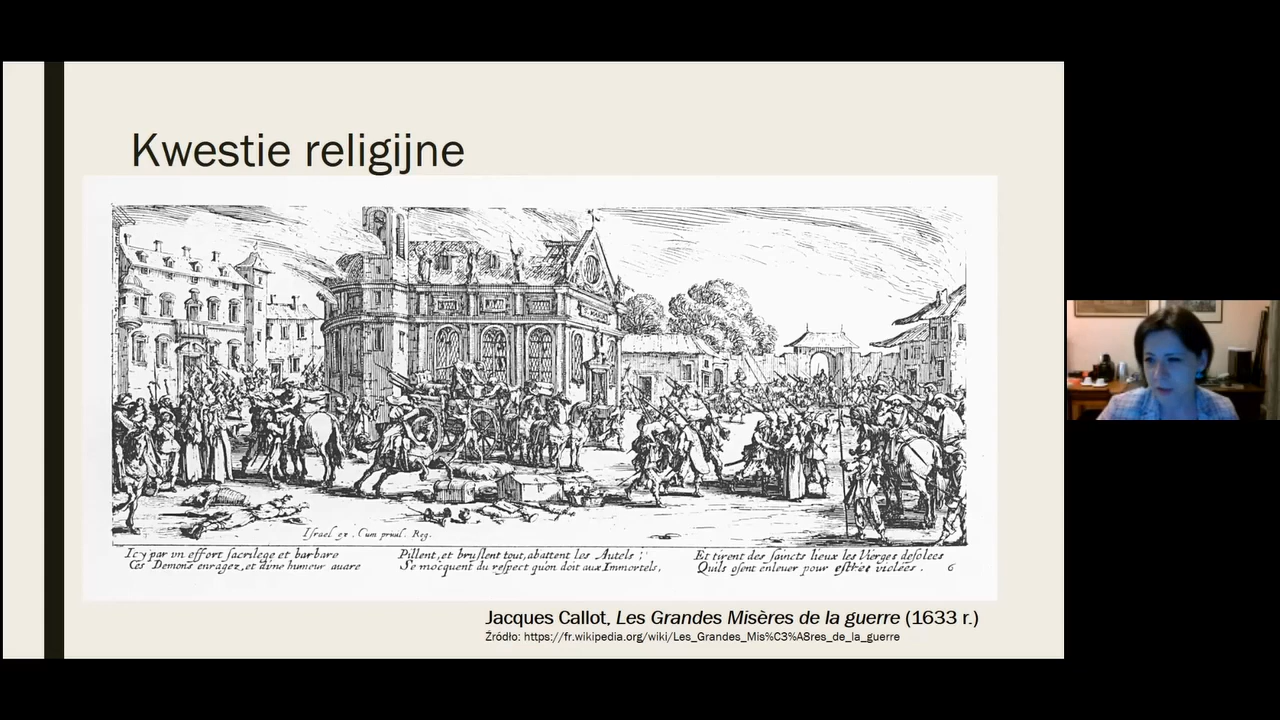 Kwestie religijne
Israel ex. Cum privil. Reg.
Icy par vn effort sacrilege et barbare
Ces Demons enragez, et d'vne humeur auare
Pillent, et bruslent tout, abattent les Autels ;
Se mocquent du respect qu'on doit aux Immortels,
Et tirent des saincts lieux les Vierges desolees
Quils osent enleuer pour estre violées . 6
Jacques Callot, Les Grandes Misères de la guerre (1633 r.)
Źródło: https://fr.wikipedia.org/wiki/Les_Grandes_Mis%C3%A8res_de_la_guerre